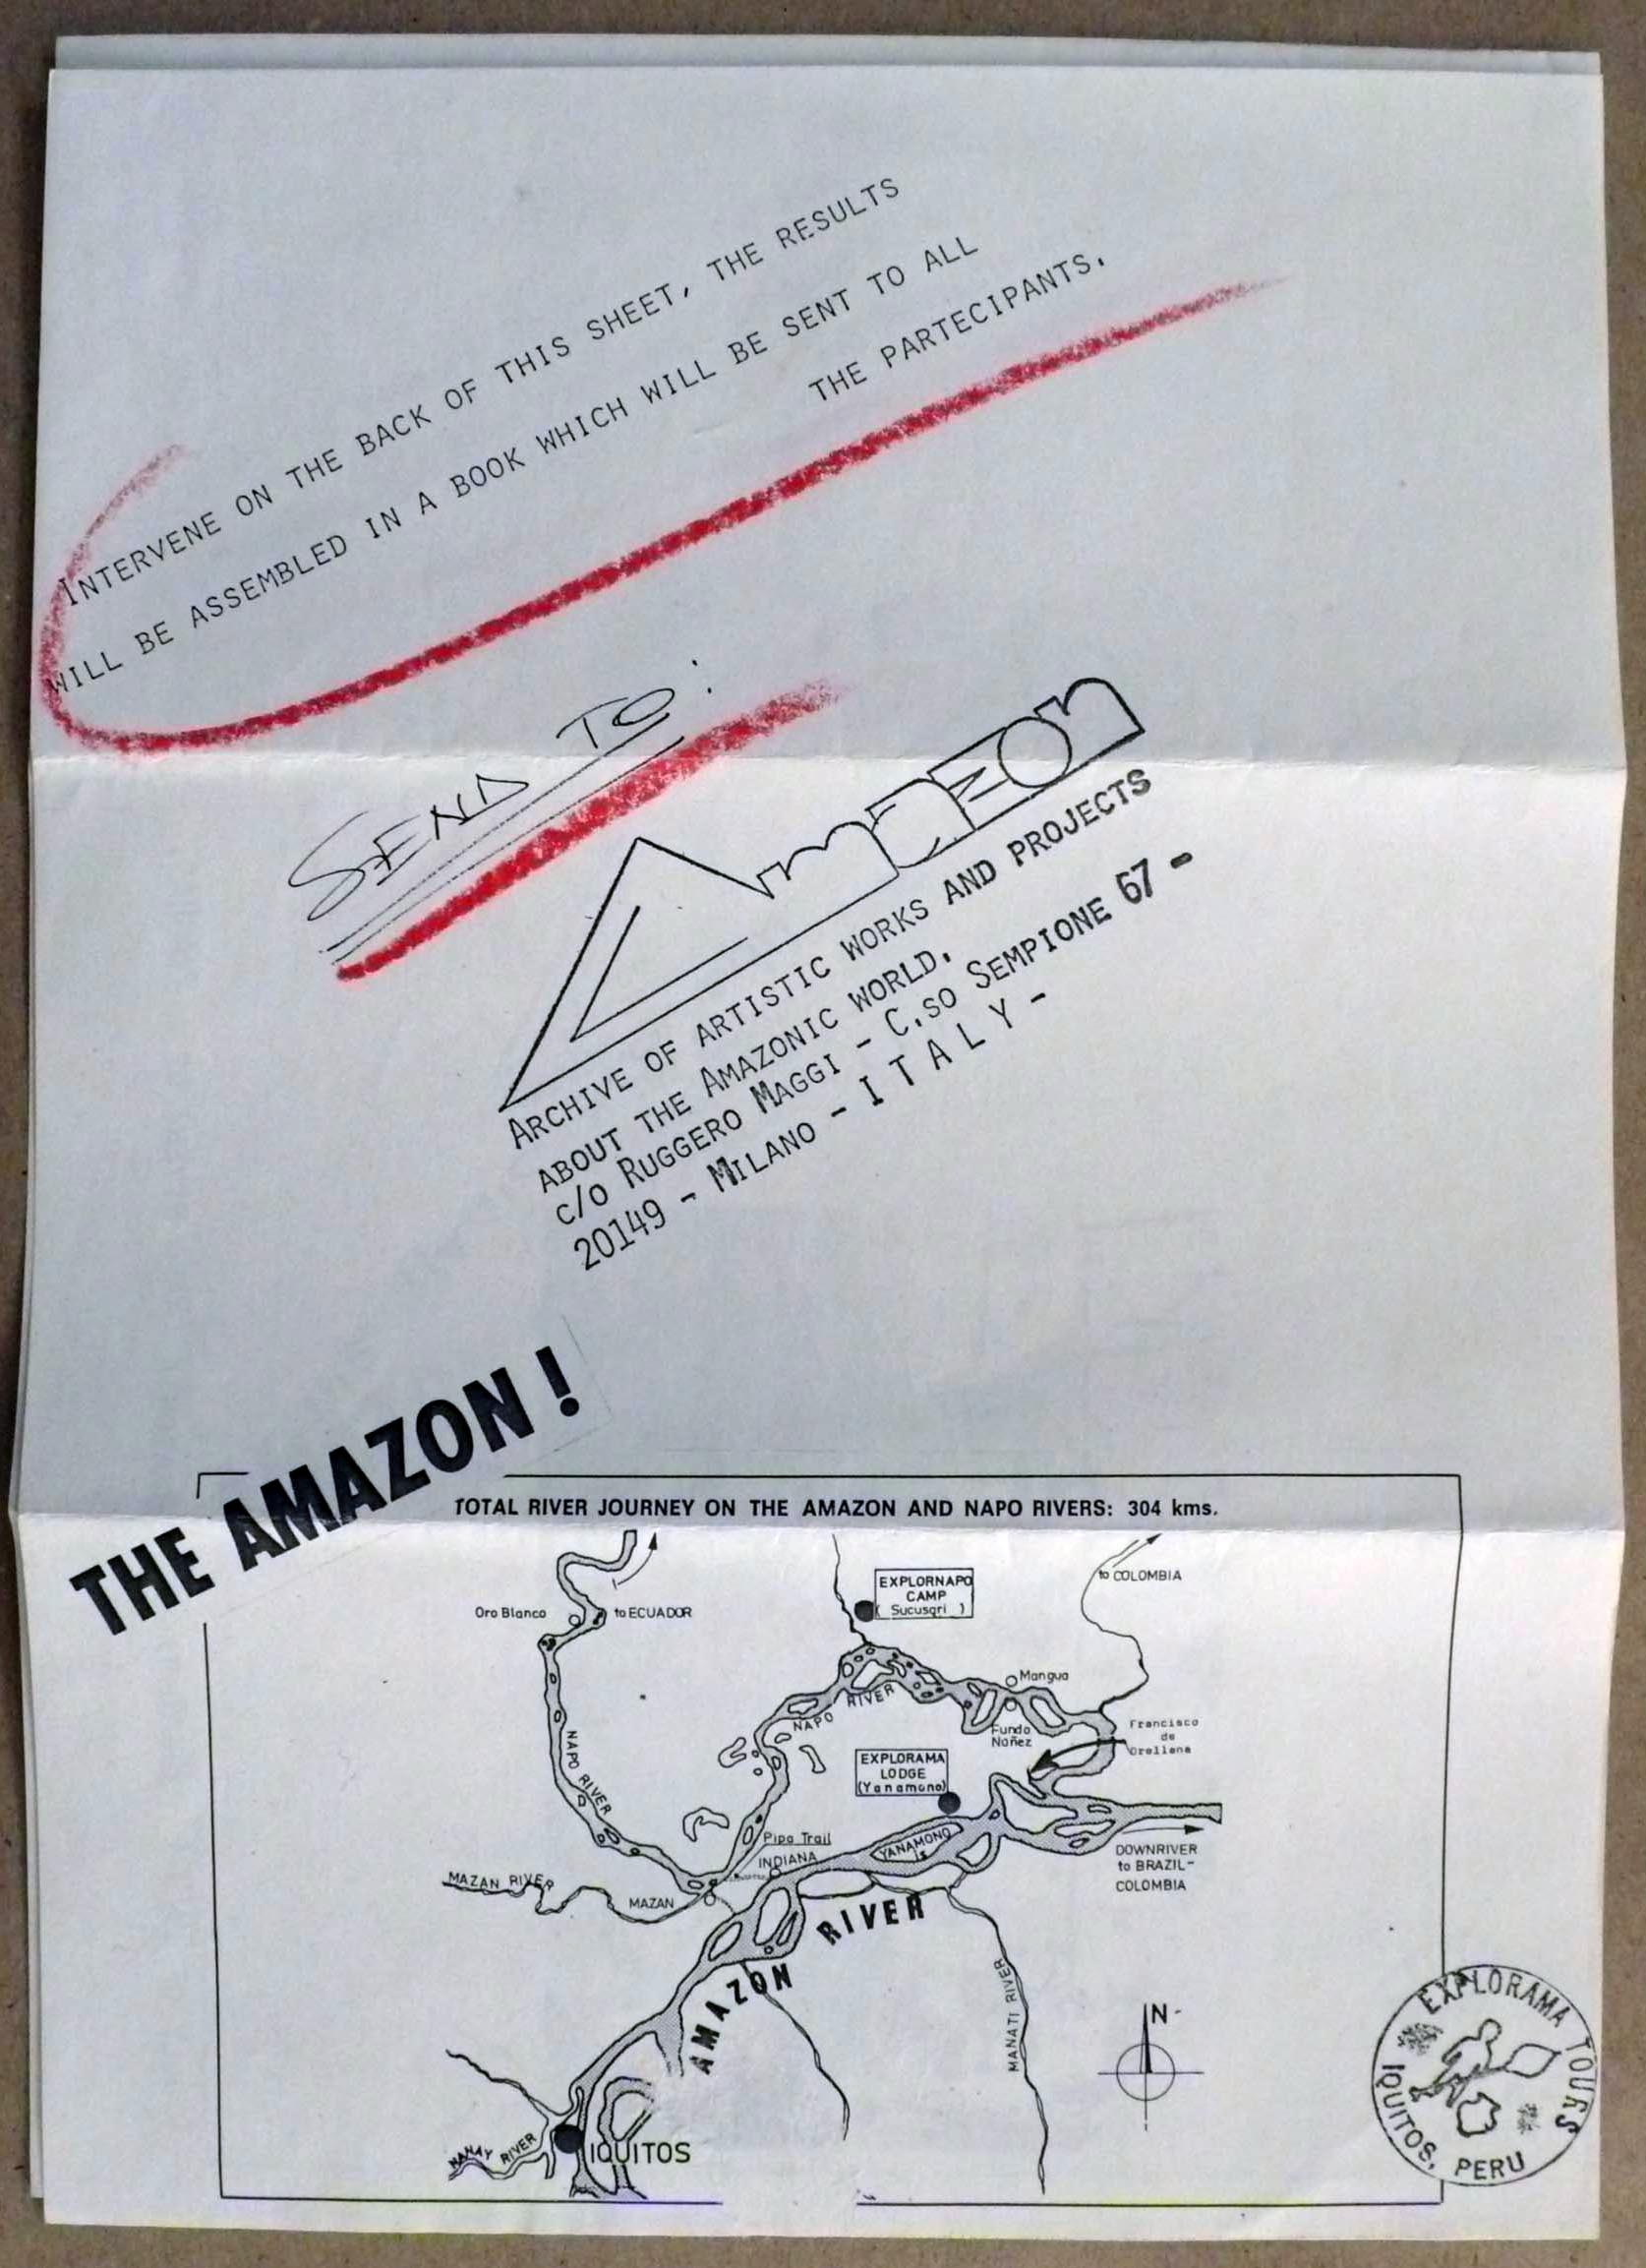 INTERVENE ON THE BACK OF THIS SHEET, THE RESULTS
WILL BE ASSEMBLED IN A BOOK WHICH WILL BE SENT TO ALL
THE PARTECIPANTS.
SEND TO:
Amazon
ARCHIVE OF ARTISTIC WORKS AND PROJECTS
ABOUT THE AMAZONIC WORLD.
C/O RUGGERO MAGGI - C.SO SEMPIONE 67 -
20149 - MILANO - ITALY -
THE AMAZON!
TOTAL RIVER JOURNEY ON THE AMAZON AND NAPO RIVERS: 304 kms.
EXPLORNAPO
CAMP
( Sucusari )
to COLOMBIA
Oro Blanco
to ECUADOR
Mangua
NAPO RIVER
Fundo
Nañez
Francisco
de
Orellana
EXPLORAMA
LODGE
(Yanamono)
NAPO RIVER
Pipo Trail
INDIANA
YANAMONO
Is
DOWNRIVER
to BRAZIL-
COLOMBIA
MAZAN RIVER
MAZAN
AMAZON RIVER
MANATI RIVER
N
NANAY RIVER
IQUITOS
EXPLORAMA TOURS
IQUITOS, PERU